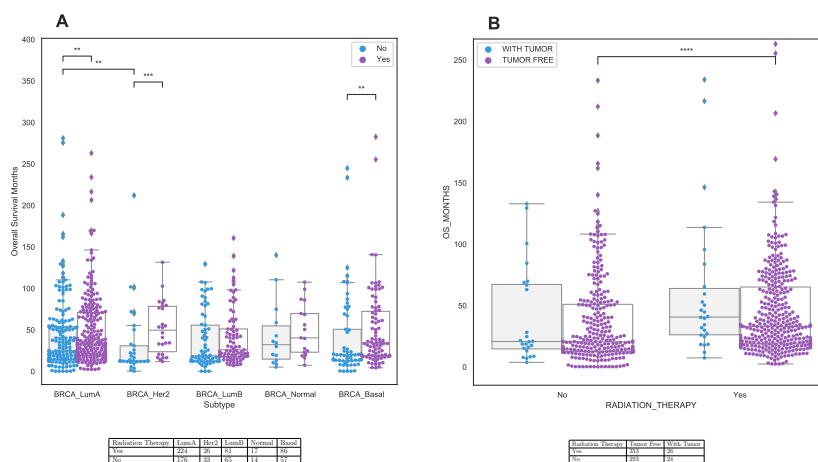 A
400
350
300
250
200
150
100
50
0
Overall Survival Months
No
Yes
**
**
***
**
BRCA_LumA
BRCA_Her2
BRCA_LumB
BRCA_Normal
BRCA_Basal
Subtype
Radiation Therapy LumA Her2 LumB Normal Basal
Yes 224 26 81 17 86
No 176 33 65 14 57
B
WITH TUMOR
TUMOR FREE
****
250
200
150
100
50
0
OS_MONTHS
No
Yes
RADIATION_THERAPY
Radiation Therapy Tumor Free With Tumor
Yes 353 26
No 293 24